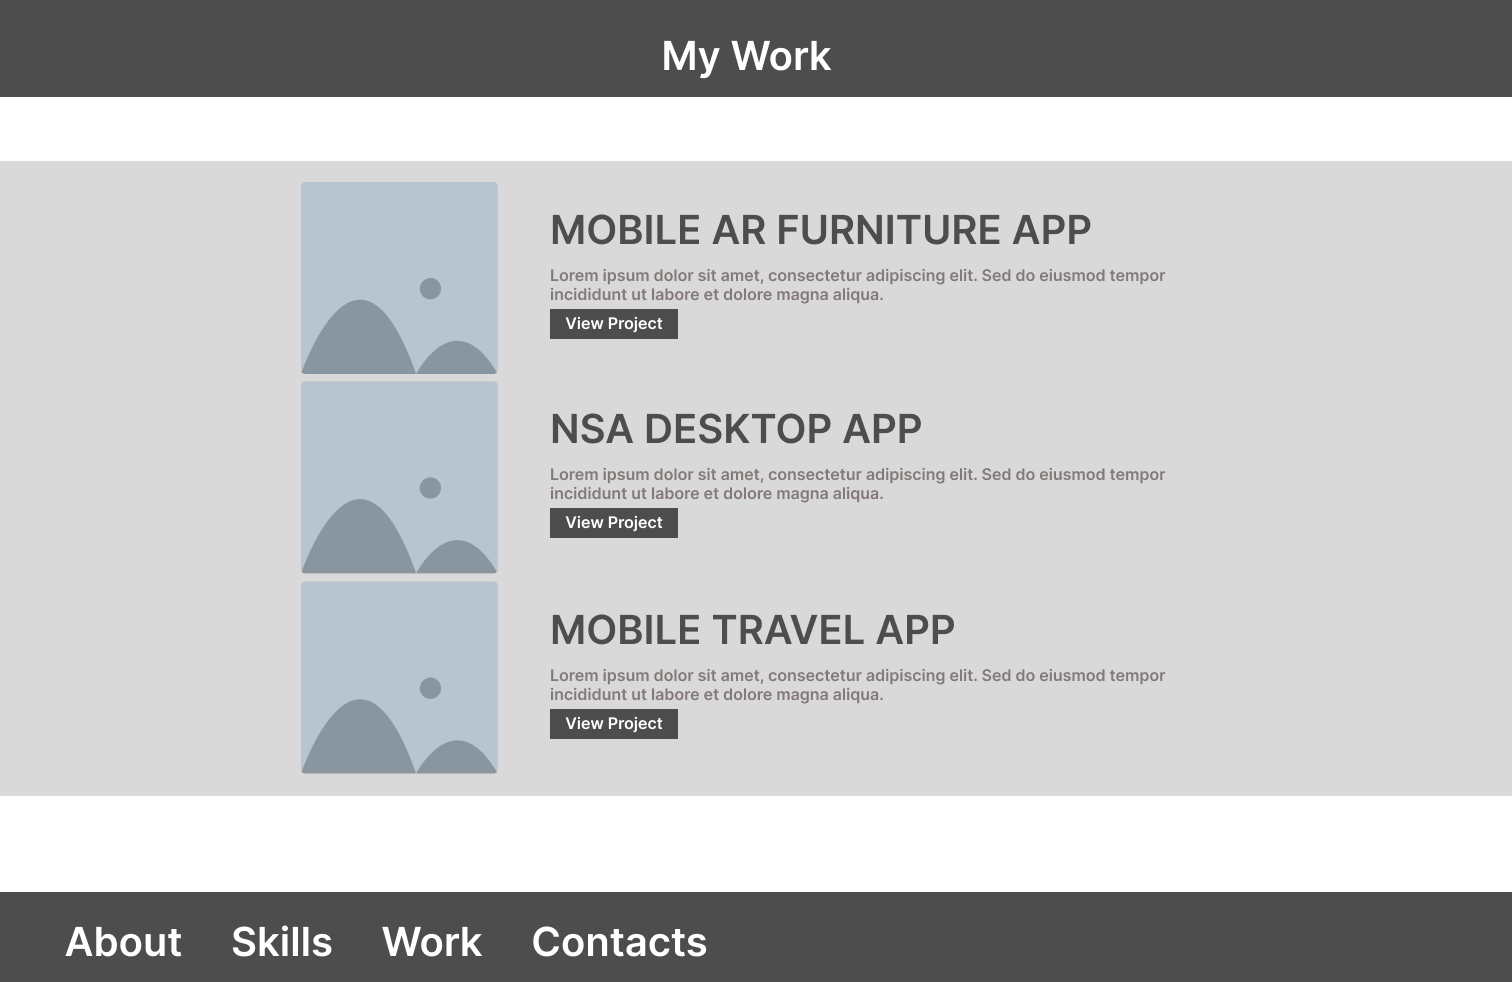 My Work
MOBILE AR FURNITURE APP
Lorem ipsum dolor sit amet, consectetur adipiscing elit. Sed do eiusmod tempor
incididunt ut labore et dolore magna aliqua.
View Project
NSA DESKTOP APP
Lorem ipsum dolor sit amet, consectetur adipiscing elit. Sed do eiusmod tempor
incididunt ut labore et dolore magna aliqua.
View Project
MOBILE TRAVEL APP
Lorem ipsum dolor sit amet, consectetur adipiscing elit. Sed do eiusmod tempor
incididunt ut labore et dolore magna aliqua.
View Project
About Skills Work Contacts